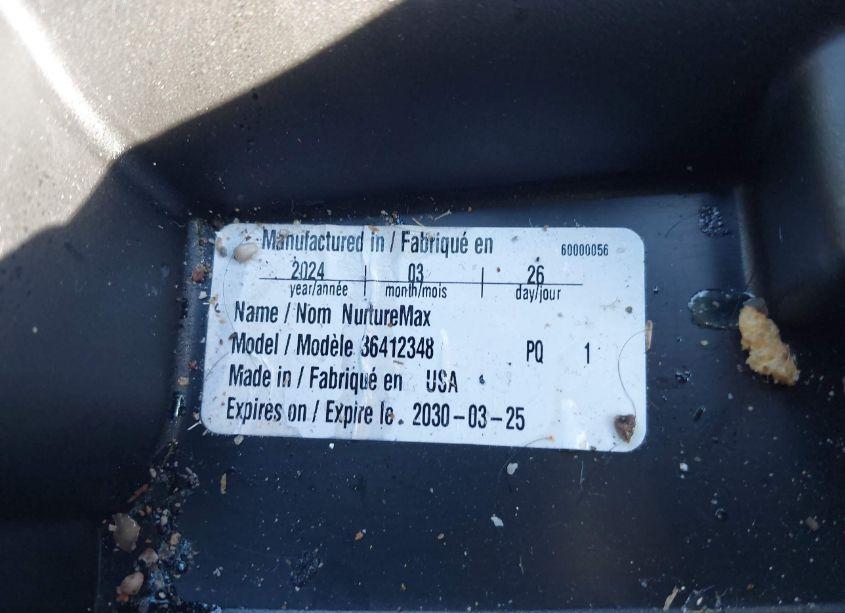 Manufactured in / Fabriqué en 60000056
2024 03 26
year/année month/mois day/jour
Name / Nom NurtureMax
Model / Modèle 36412348 PQ 1
Made in / Fabriqué en USA
Expires on / Expire le. 2030-03-25